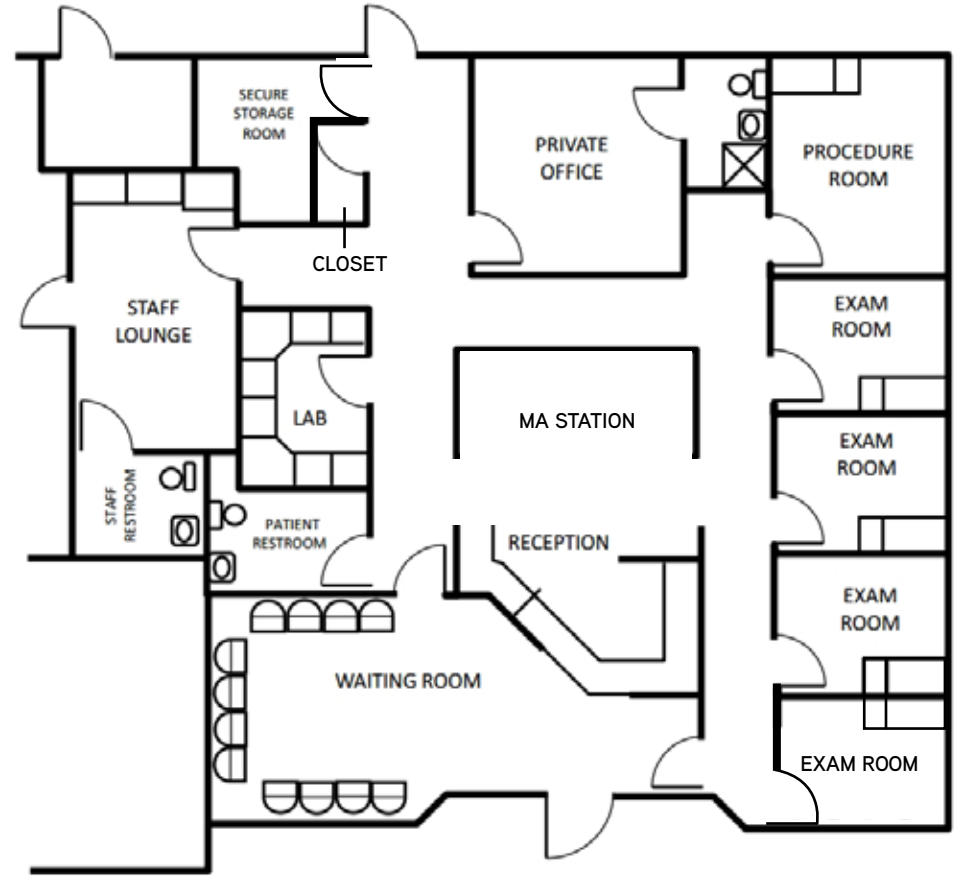 SECURE
STORAGE
ROOM
PRIVATE
OFFICE
PROCEDURE
ROOM
CLOSET
STAFF
LOUNGE
EXAM
ROOM
LAB
MA STATION
EXAM
ROOM
STAFF
RESTROOM
PATIENT
RESTROOM
RECEPTION
EXAM
ROOM
WAITING ROOM
EXAM ROOM